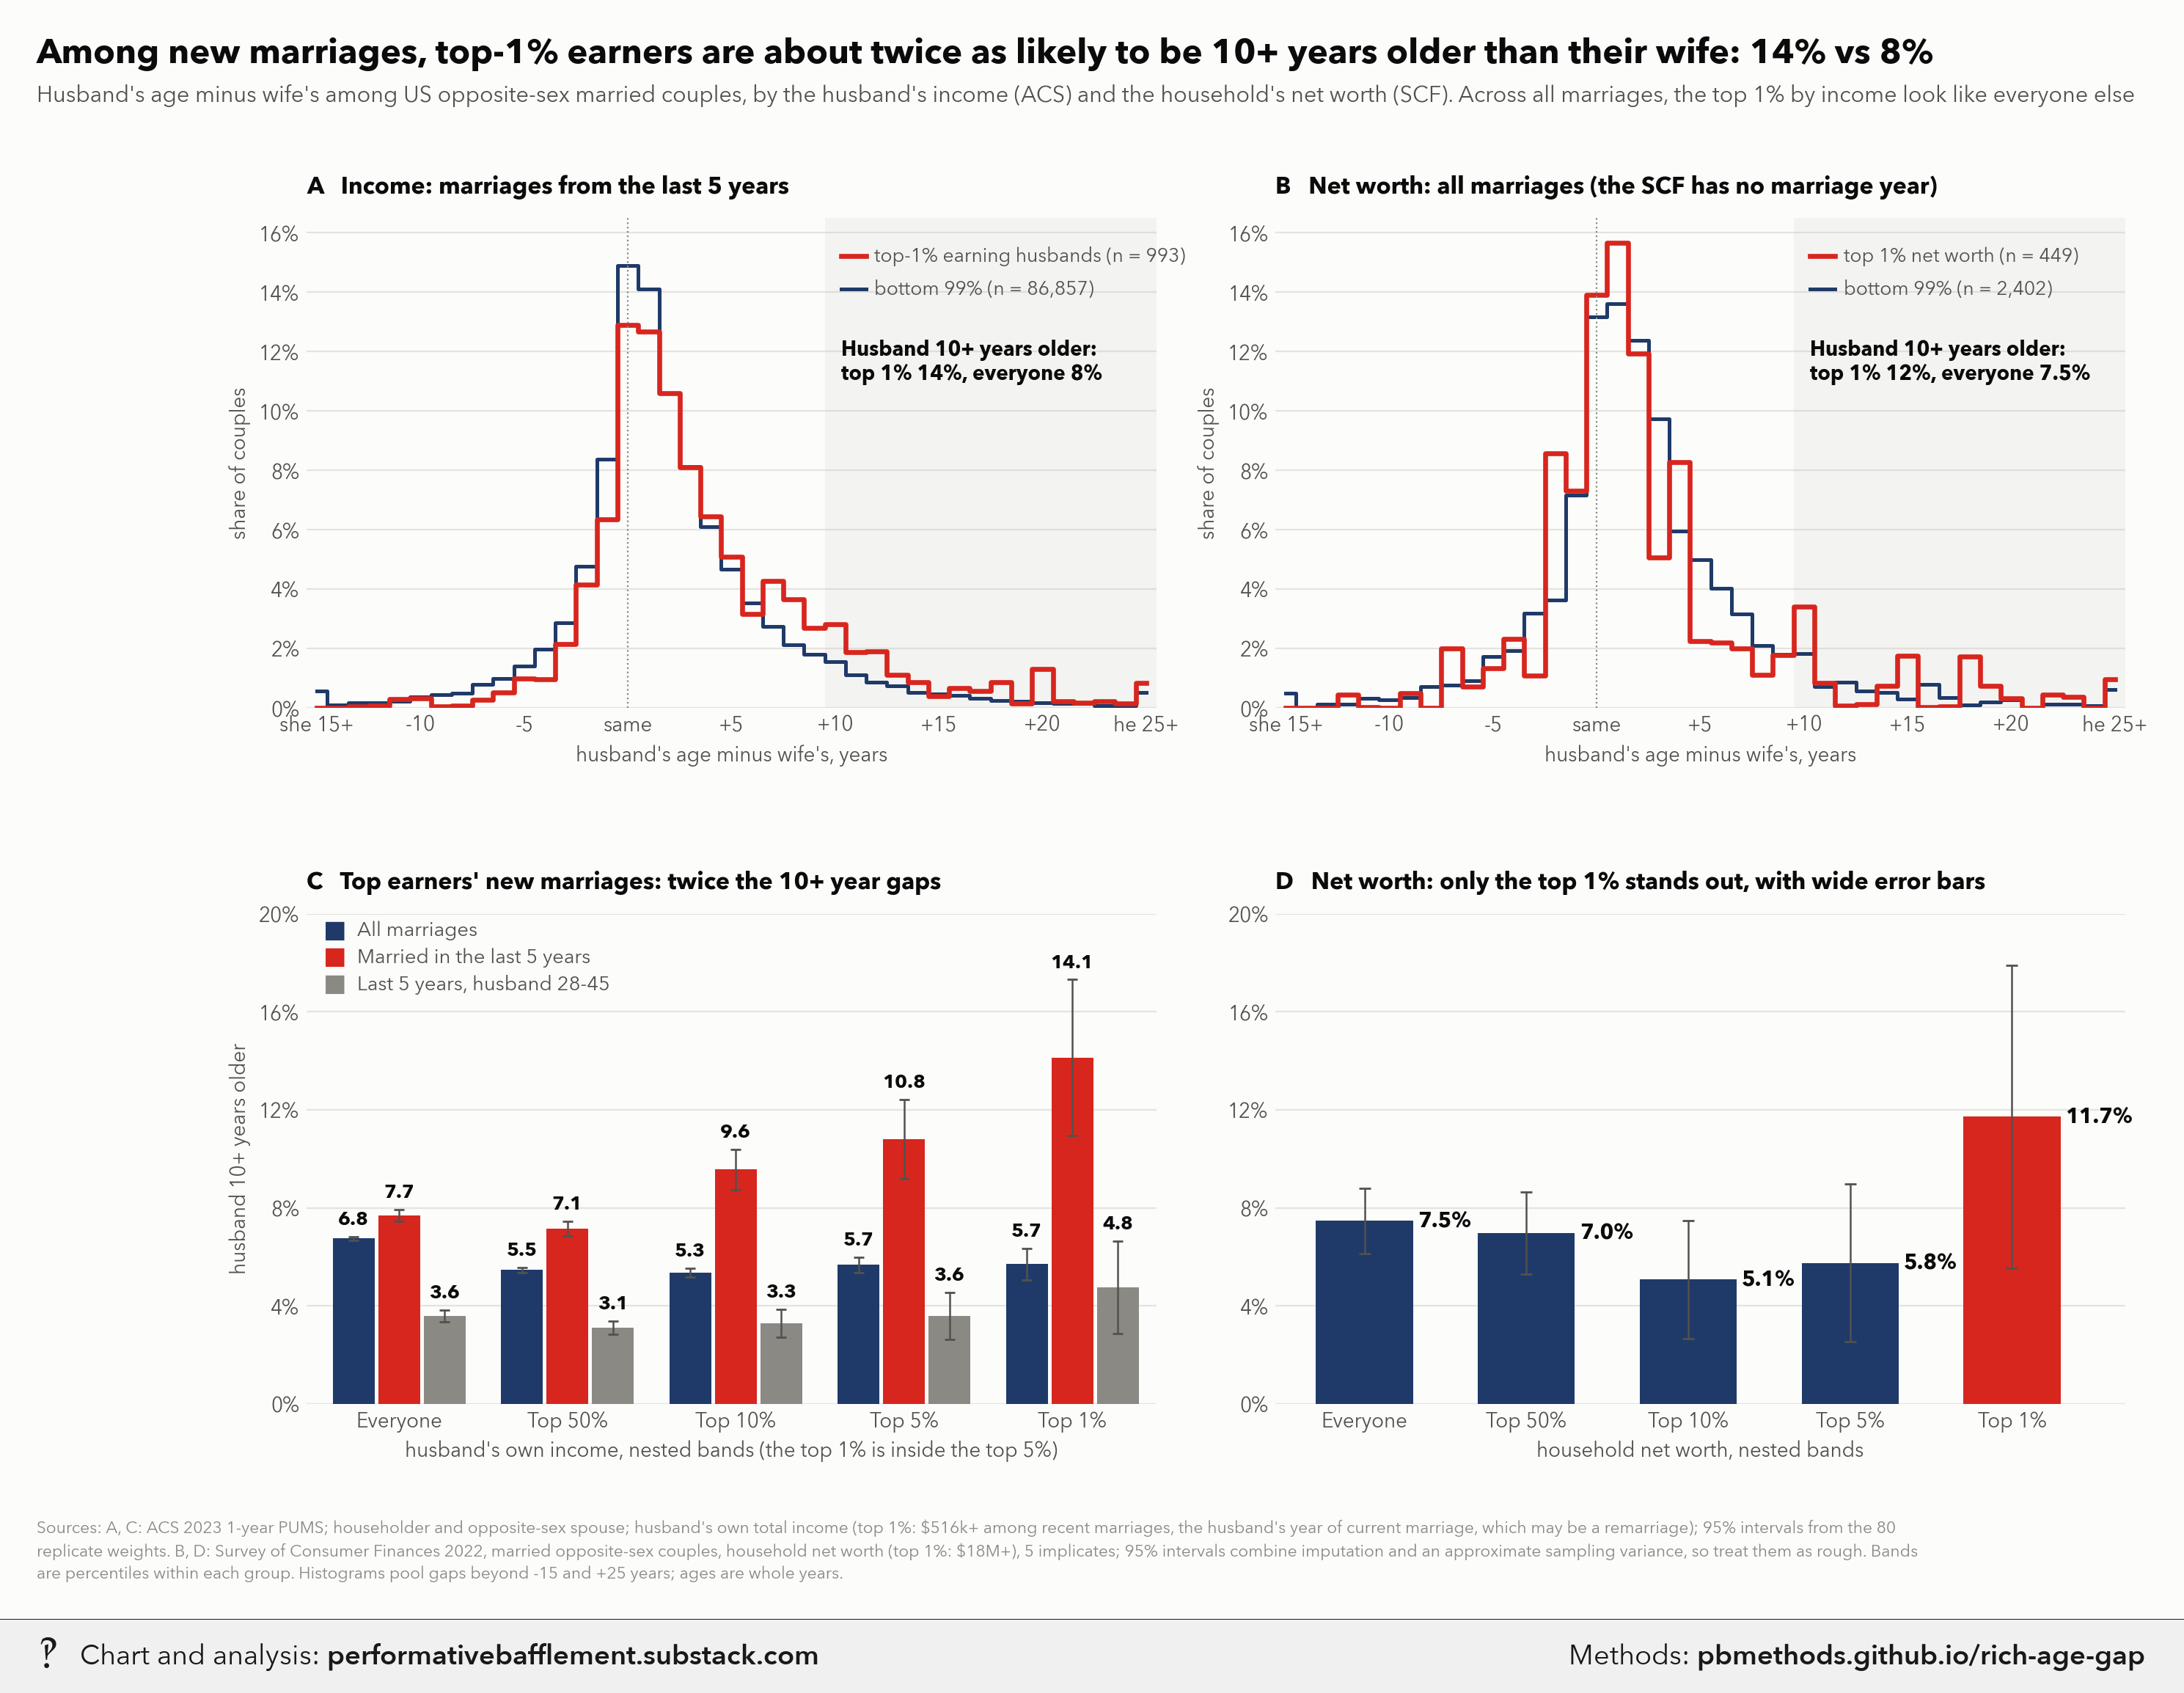 Among new marriages, top-1% earners are about twice as likely to be 10+ years older than their wife: 14% vs 8%
Husband's age minus wife's among US opposite-sex married couples, by the husband's income (ACS) and the household's net worth (SCF). Across all marriages, the top 1% by income look like everyone else
A Income: marriages from the last 5 years
16%
14%
12%
10%
8%
6%
4%
2%
0%
share of couples
top-1% earning husbands (n = 993)
bottom 99% (n = 86,857)
Husband 10+ years older:
top 1% 14%, everyone 8%
she 15+ -10 -5 same +5 +10 +15 +20 he 25+
husband's age minus wife's, years
B Net worth: all marriages (the SCF has no marriage year)
16%
14%
12%
10%
8%
6%
4%
2%
0%
share of couples
top 1% net worth (n = 449)
bottom 99% (n = 2,402)
Husband 10+ years older:
top 1% 12%, everyone 7.5%
she 15+ -10 -5 same +5 +10 +15 +20 he 25+
husband's age minus wife's, years
C Top earners' new marriages: twice the 10+ year gaps
20%
16%
12%
8%
4%
0%
husband 10+ years older
All marriages
Married in the last 5 years
Last 5 years, husband 28-45
6.8 7.7 3.6
5.5 7.1 3.1
5.3 9.6 3.3
5.7 10.8 3.6
5.7 14.1 4.8
Everyone Top 50% Top 10% Top 5% Top 1%
husband's own income, nested bands (the top 1% is inside the top 5%)
D Net worth: only the top 1% stands out, with wide error bars
20%
16%
12%
8%
4%
0%
7.5% 7.0% 5.1% 5.8% 11.7%
Everyone Top 50% Top 10% Top 5% Top 1%
household net worth, nested bands
Sources: A, C: ACS 2023 1-year PUMS; householder and opposite-sex spouse; husband's own total income (top 1%: $516k+ among recent marriages, the husband's year of current marriage, which may be a remarriage); 95% intervals from the 80
replicate weights. B, D: Survey of Consumer Finances 2022, married opposite-sex couples, household net worth (top 1%: $18M+), 5 implicates; 95% intervals combine imputation and an approximate sampling variance, so treat them as rough. Bands
are percentiles within each group. Histograms pool gaps beyond -15 and +25 years; ages are whole years.
‽ Chart and analysis: performativebafflement.substack.com
Methods: pbmethods.github.io/rich-age-gap